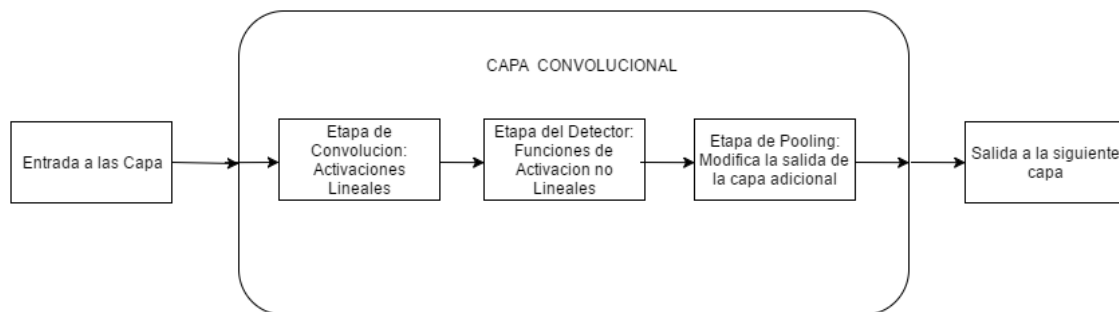 CAPA CONVOLUCIONAL
Entrada a las Capa
Etapa de
Convolucion:
Activaciones
Lineales
Etapa del Detector:
Funciones de
Activacion no
Lineales
Etapa de Pooling:
Modifica la salida de
la capa adicional
Salida a la siguiente
capa